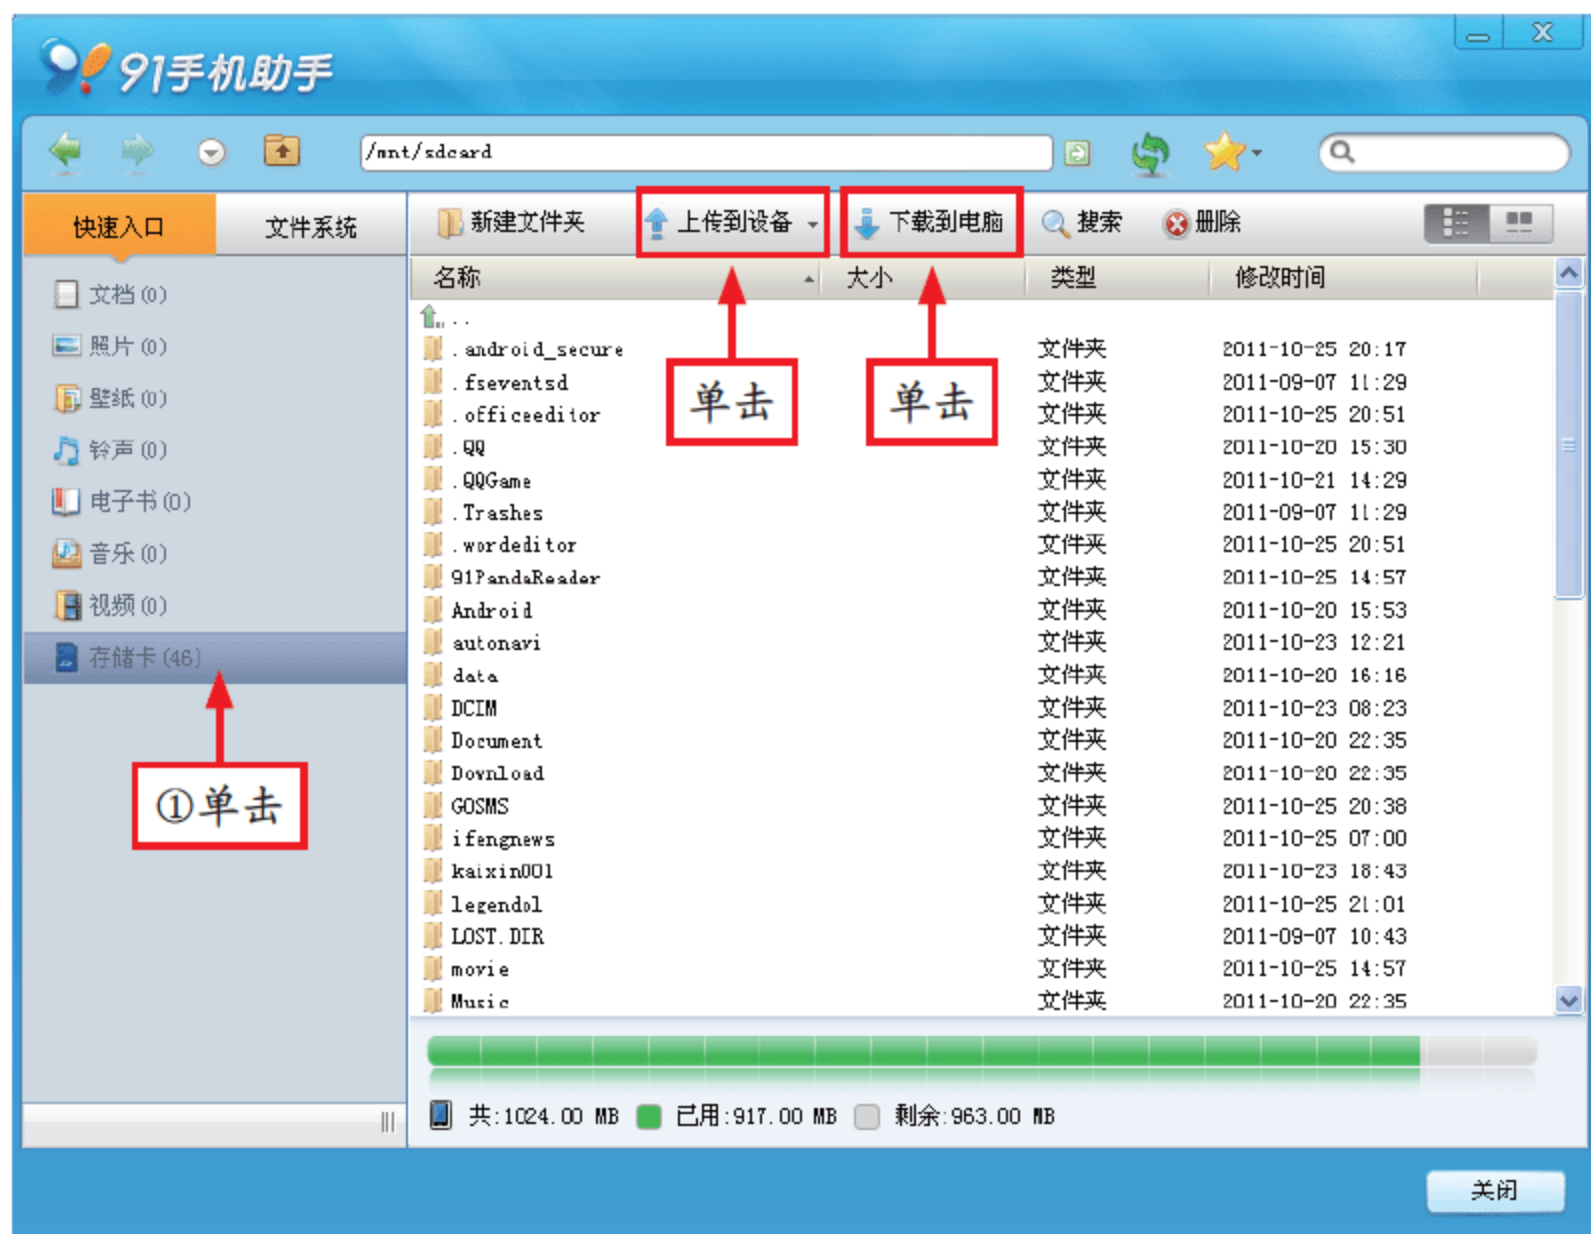 91手机助手
/mnt/sdcard
快速入口 文件系统 新建文件夹 上传到设备 下载到电脑 搜索 删除
名称 大小 类型 修改时间
文档(0)
照片(0)
壁纸(0)
铃声(0)
电子书(0)
音乐(0)
视频(0)
存储卡(46)
①单击
单击
单击
..
.android_secure 文件夹 2011-10-25 20:17
.fseventsd 文件夹 2011-09-07 11:29
.officeeditor 文件夹 2011-10-25 20:51
.QQ 文件夹 2011-10-20 15:30
.QQGame 文件夹 2011-10-21 14:29
.Trashes 文件夹 2011-09-07 11:29
.wordeditor 文件夹 2011-10-25 20:51
91PandaReader 文件夹 2011-10-25 14:57
Android 文件夹 2011-10-20 15:53
autonavi 文件夹 2011-10-23 12:21
data 文件夹 2011-10-20 16:16
DCIM 文件夹 2011-10-23 08:23
Document 文件夹 2011-10-20 22:35
Download 文件夹 2011-10-20 22:35
GOSMS 文件夹 2011-10-25 20:38
ifengnews 文件夹 2011-10-25 07:00
kaixin001 文件夹 2011-10-23 18:43
legendol 文件夹 2011-10-25 21:01
LOST.DIR 文件夹 2011-09-07 10:43
movie 文件夹 2011-10-25 14:57
Music 文件夹 2011-10-20 22:35
共:1024.00 MB 已用:917.00 MB 剩余:963.00 MB
关闭